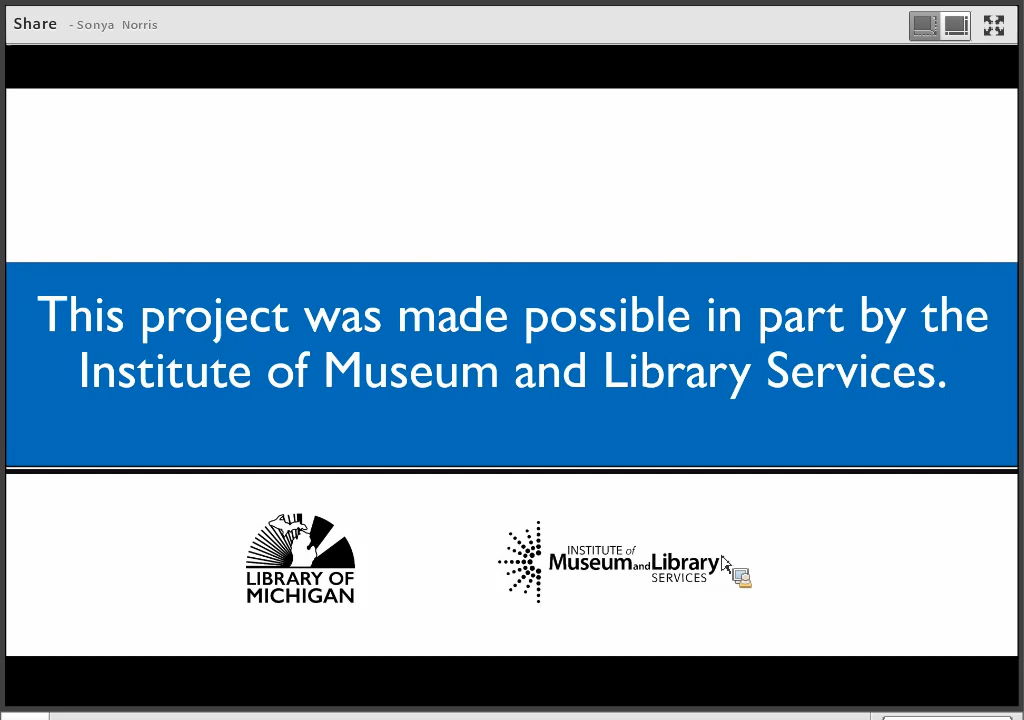 Share - Sonya Norris
This project was made possible in part by the
Institute of Museum and Library Services.
LIBRARY OF
MICHIGAN
INSTITUTE of
Museum and Library
SERVICES